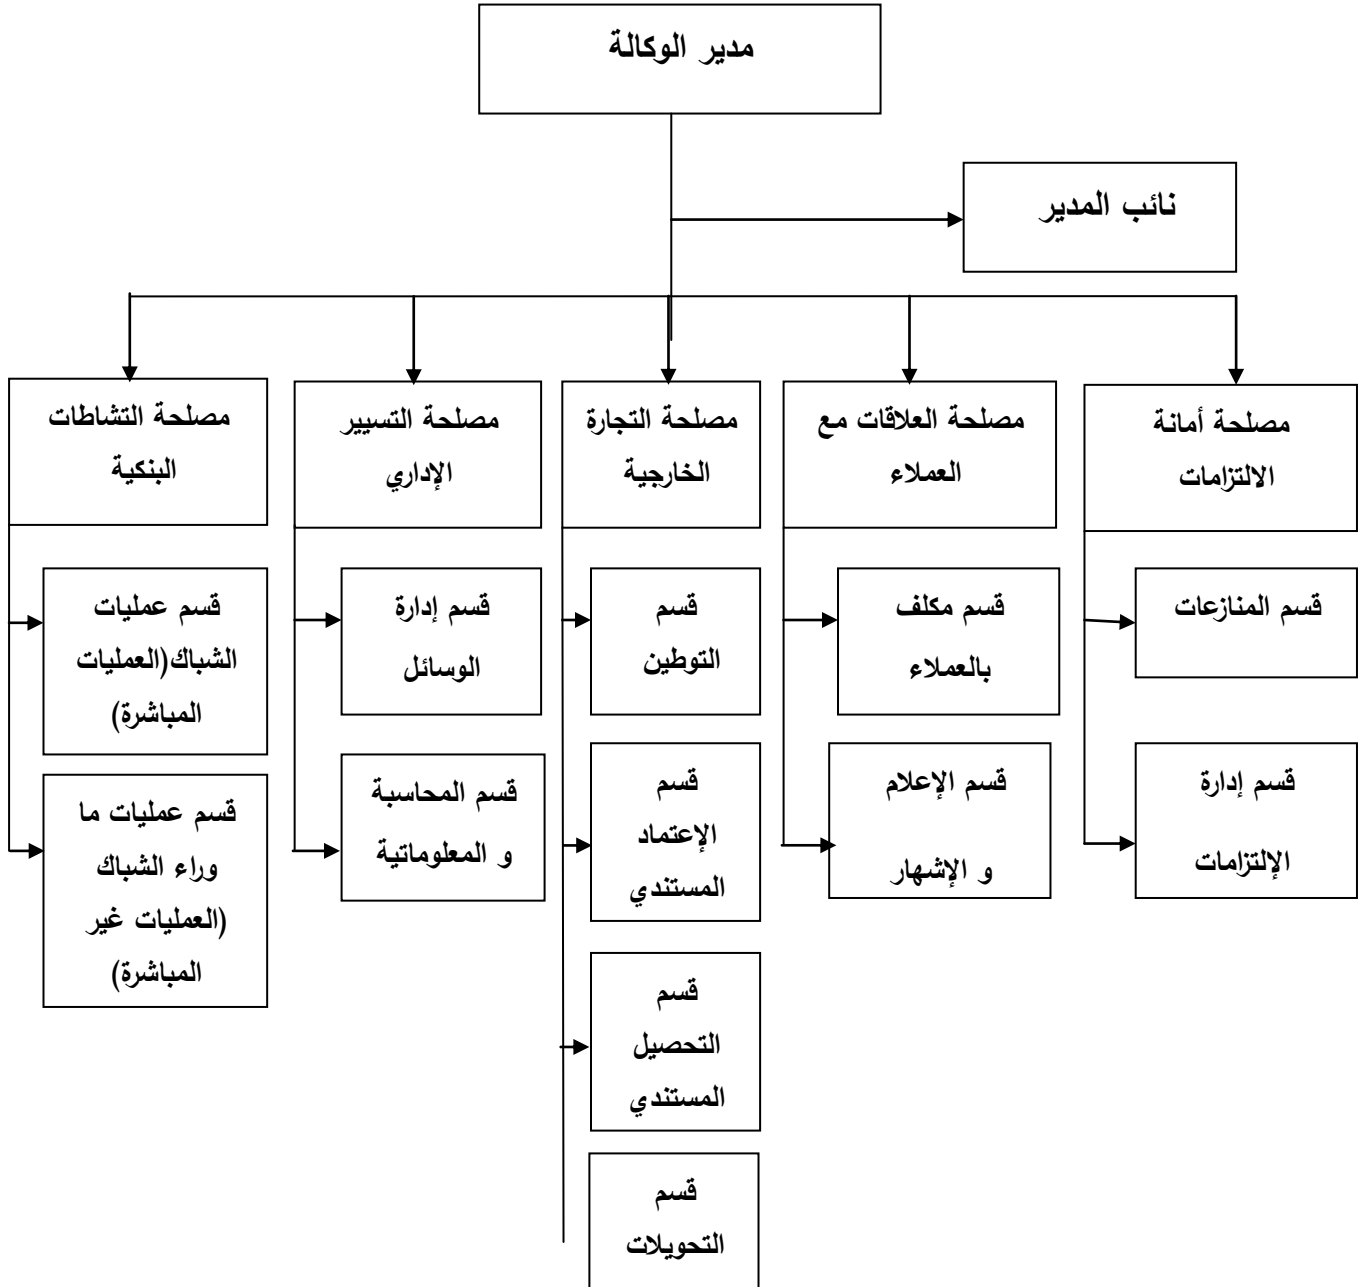 مدير الوكالة
نائب المدير
مصلحة أمانة
الالتزامات
مصلحة العلاقات مع
العملاء
مصلحة التجارة
الخارجية
مصلحة التسيير
الإداري
مصلحة التشاطات
البنكية
قسم المنازعات
قسم إدارة
الإلتزامات
قسم مكلف
بالعملاء
قسم الإعلام
و الإشهار
قسم
التوطين
قسم
الإعتماد
المستندي
قسم
التحصيل
المستندي
قسم
التحويلات
قسم إدارة
الوسائل
قسم المحاسبة
و المعلوماتية
قسم عمليات
الشباك(العمليات
المباشرة)
قسم عمليات ما
وراء الشباك
(العمليات غير
المباشرة)